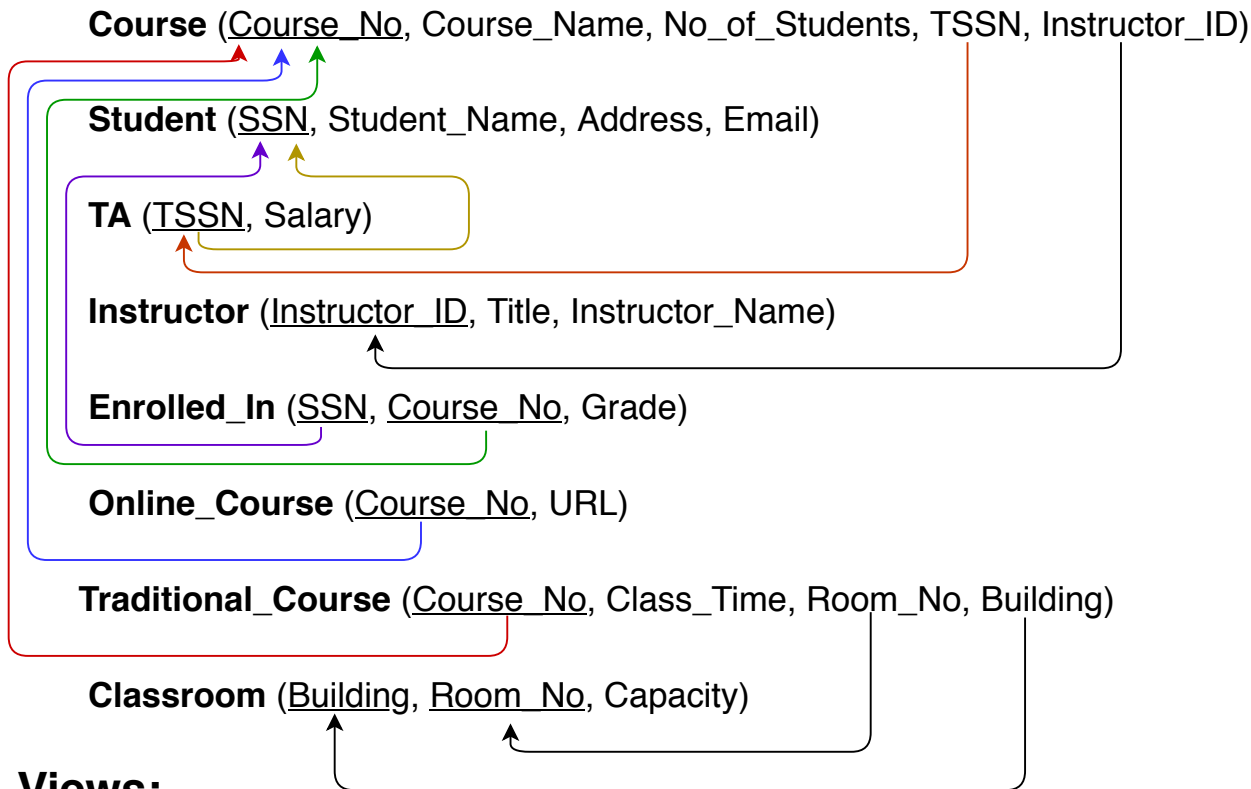 Course (Course_No, Course_Name, No_of_Students, TSSN, Instructor_ID)
Student (SSN, Student_Name, Address, Email)
TA (TSSN, Salary)
Instructor (Instructor_ID, Title, Instructor_Name)
Enrolled_In (SSN, Course_No, Grade)
Online_Course (Course_No, URL)
Traditional_Course (Course_No, Class_Time, Room_No, Building)
Classroom (Building, Room_No, Capacity)
Views: